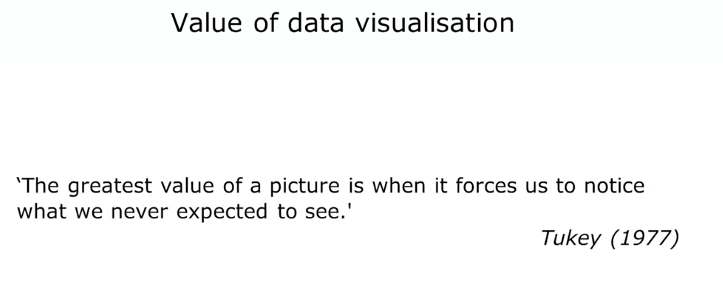 Value of data visualisation
‘The greatest value of a picture is when it forces us to notice
what we never expected to see.'
Tukey (1977)